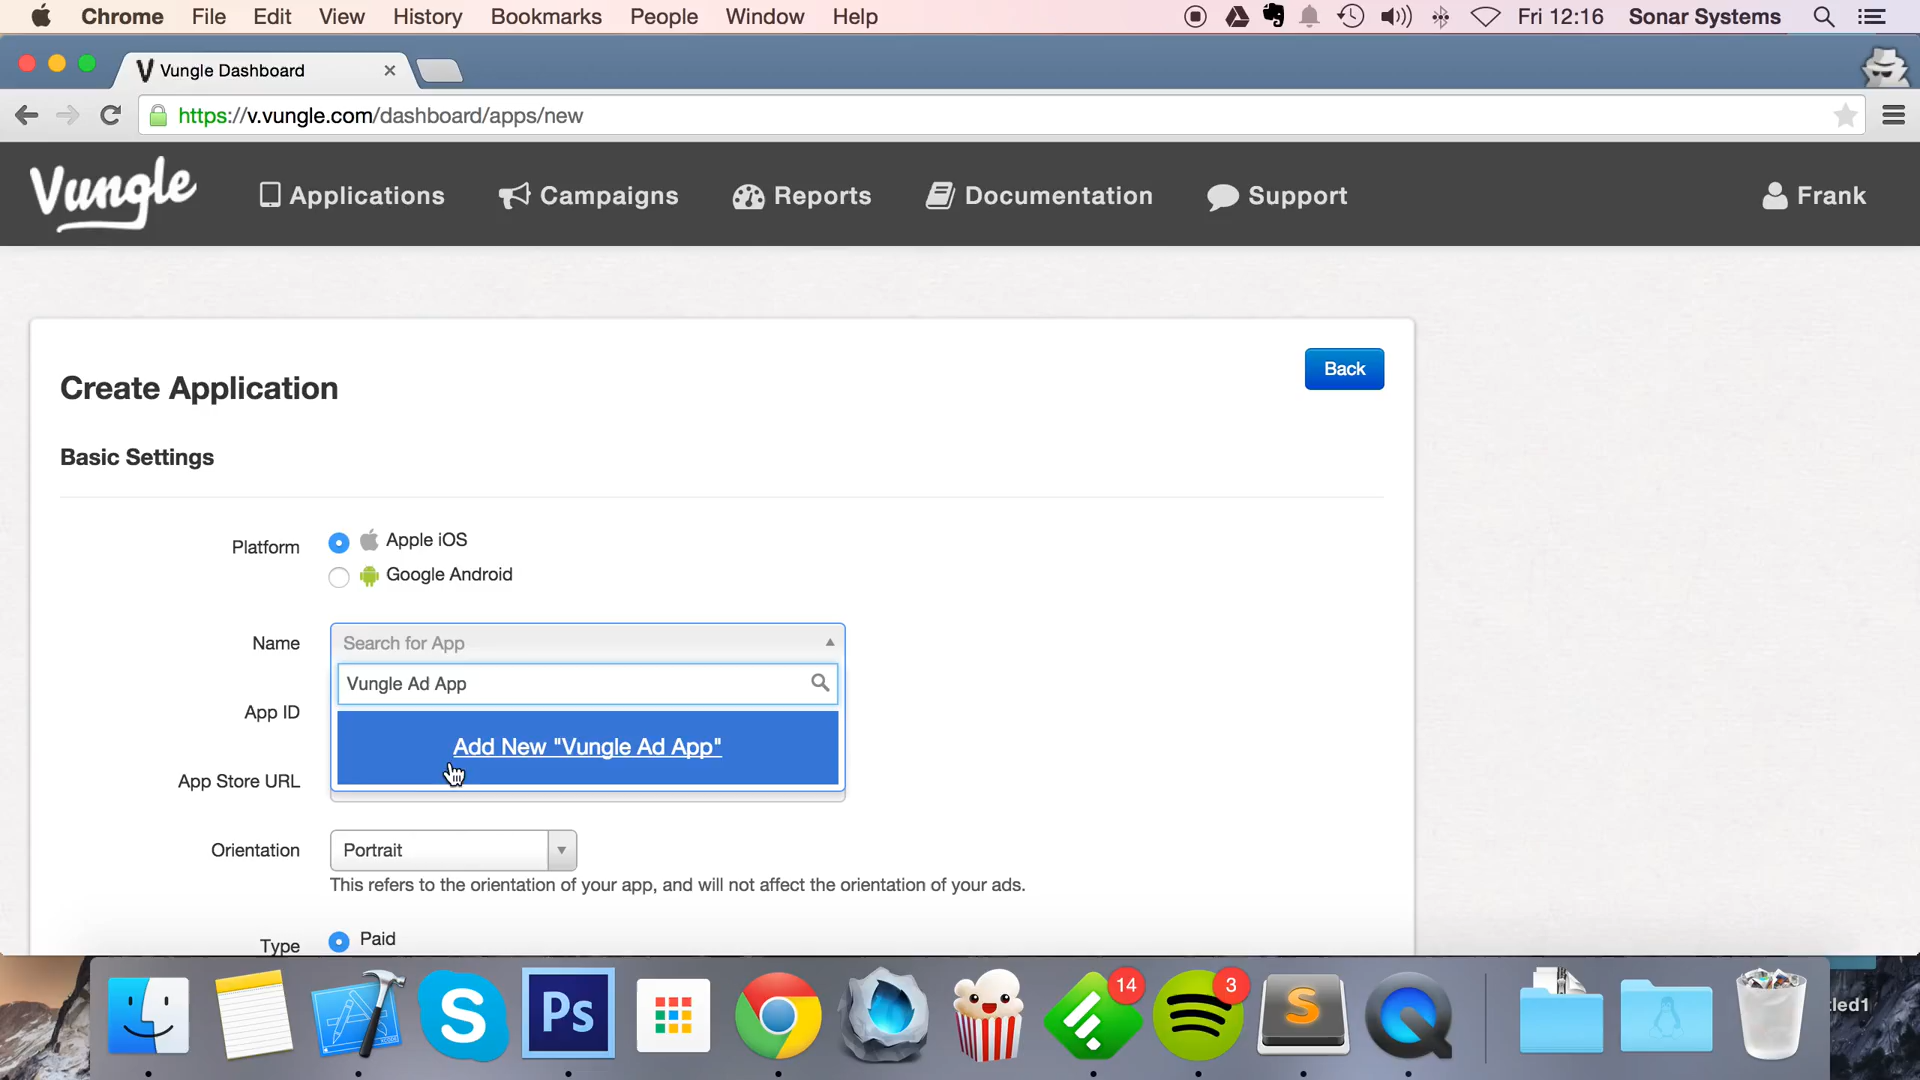 Chrome File Edit View History Bookmarks People Window Help Fri 12:16 Sonar Systems
Vungle Dashboard
https://v.vungle.com/dashboard/apps/new
Vungle Applications Campaigns Reports Documentation Support Frank
Back
Create Application
Basic Settings
Platform Apple iOS
Google Android
Name Search for App
Vungle Ad App
App ID
Add New "Vungle Ad App"
App Store URL
Orientation Portrait
This refers to the orientation of your app, and will not affect the orientation of your ads.
Type Paid
14 3
Ps S